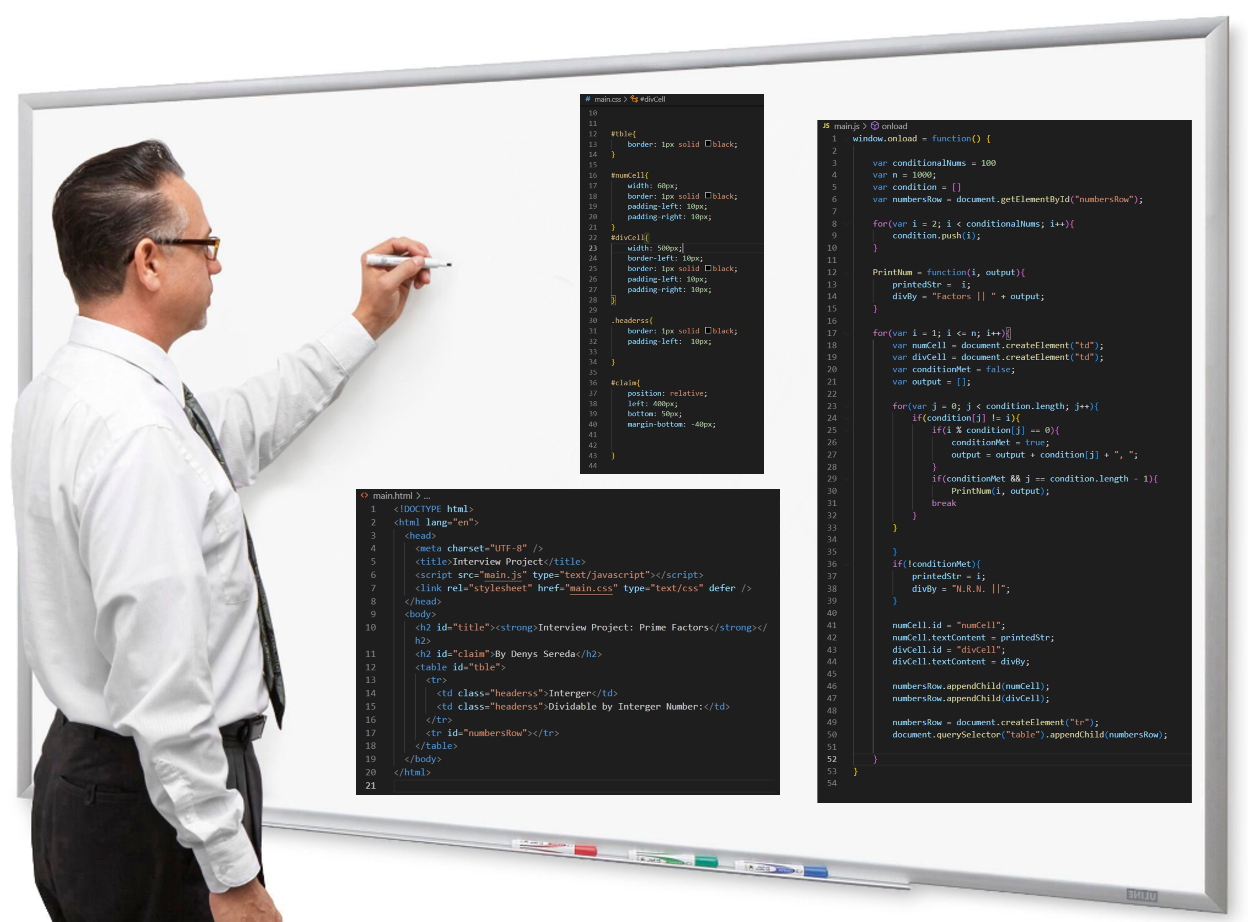 # main.css > #divCell
10
11
12 #tble{
13 border: 1px solid black;
14 }
15
16 #numCell{
17 width: 60px;
18 border: 1px solid black;
19 padding-left: 10px;
20 padding-right: 10px;
21 }
22 #divCell{
23 width: 500px;
24 border-left: 10px;
25 border: 1px solid black;
26 padding-left: 10px;
27 padding-right: 10px;
28 }
29
30 .headerss{
31 border: 1px solid black;
32 padding-left:  10px;
33
34 }
35
36 #claim{
37 position: relative;
38 left: 400px;
39 bottom: 50px;
40 margin-bottom: -40px;
41
42
43 }
44
<> main.html > ...
1 <!DOCTYPE html>
2 <html lang="en">
3 <head>
4 <meta charset="UTF-8" />
5 <title>Interview Project</title>
6 <script src="main.js" type="text/javascript"></script>
7 <link rel="stylesheet" href="main.css" type="text/css" defer />
8 </head>
9 <body>
10 <h2 id="title"><strong>Interview Project: Prime Factors</strong></
h2>
11 <h2 id="claim">By Denys Sereda</h2>
12 <table id="tble">
13 <tr>
14 <td class="headerss">Interger</td>
15 <td class="headerss">Dividable by Interger Number:</td>
16 </tr>
17 <tr id="numbersRow"></tr>
18 </table>
19 </body>
20 </html>
21
JS main.js > onload
1 window.onload = function() {
2
3 var conditionalNums = 100
4 var n = 1000;
5 var condition = []
6 var numbersRow = document.getElementById("numbersRow");
7
8 for(var i = 2; i < conditionalNums; i++){
9 condition.push(i);
10 }
11
12 PrintNum = function(i, output){
13 printedStr =  i;
14 divBy = "Factors || " + output;
15 }
16
17 for(var i = 1; i <= n; i++){
18 var numCell = document.createElement("td");
19 var divCell = document.createElement("td");
20 var conditionMet = false;
21 var output = [];
22
23 for(var j = 0; j < condition.length; j++){
24 if(condition[j] != i){
25 if(i % condition[j] == 0){
26 conditionMet = true;
27 output = output + condition[j] + ", ";
28 }
29 if(conditionMet && j == condition.length - 1){
30 PrintNum(i, output);
31 break
32 }
33 }
34
35 }
36 if(!conditionMet){
37 printedStr = i;
38 divBy = "N.R.N. ||";
39 }
40
41 numCell.id = "numCell";
42 numCell.textContent = printedStr;
43 divCell.id = "divCell";
44 divCell.textContent = divBy;
45
46 numbersRow.appendChild(numCell);
47 numbersRow.appendChild(divCell);
48
49 numbersRow = document.createElement("tr");
50 document.querySelector("table").appendChild(numbersRow);
51
52 }
53 }
54
ULINE